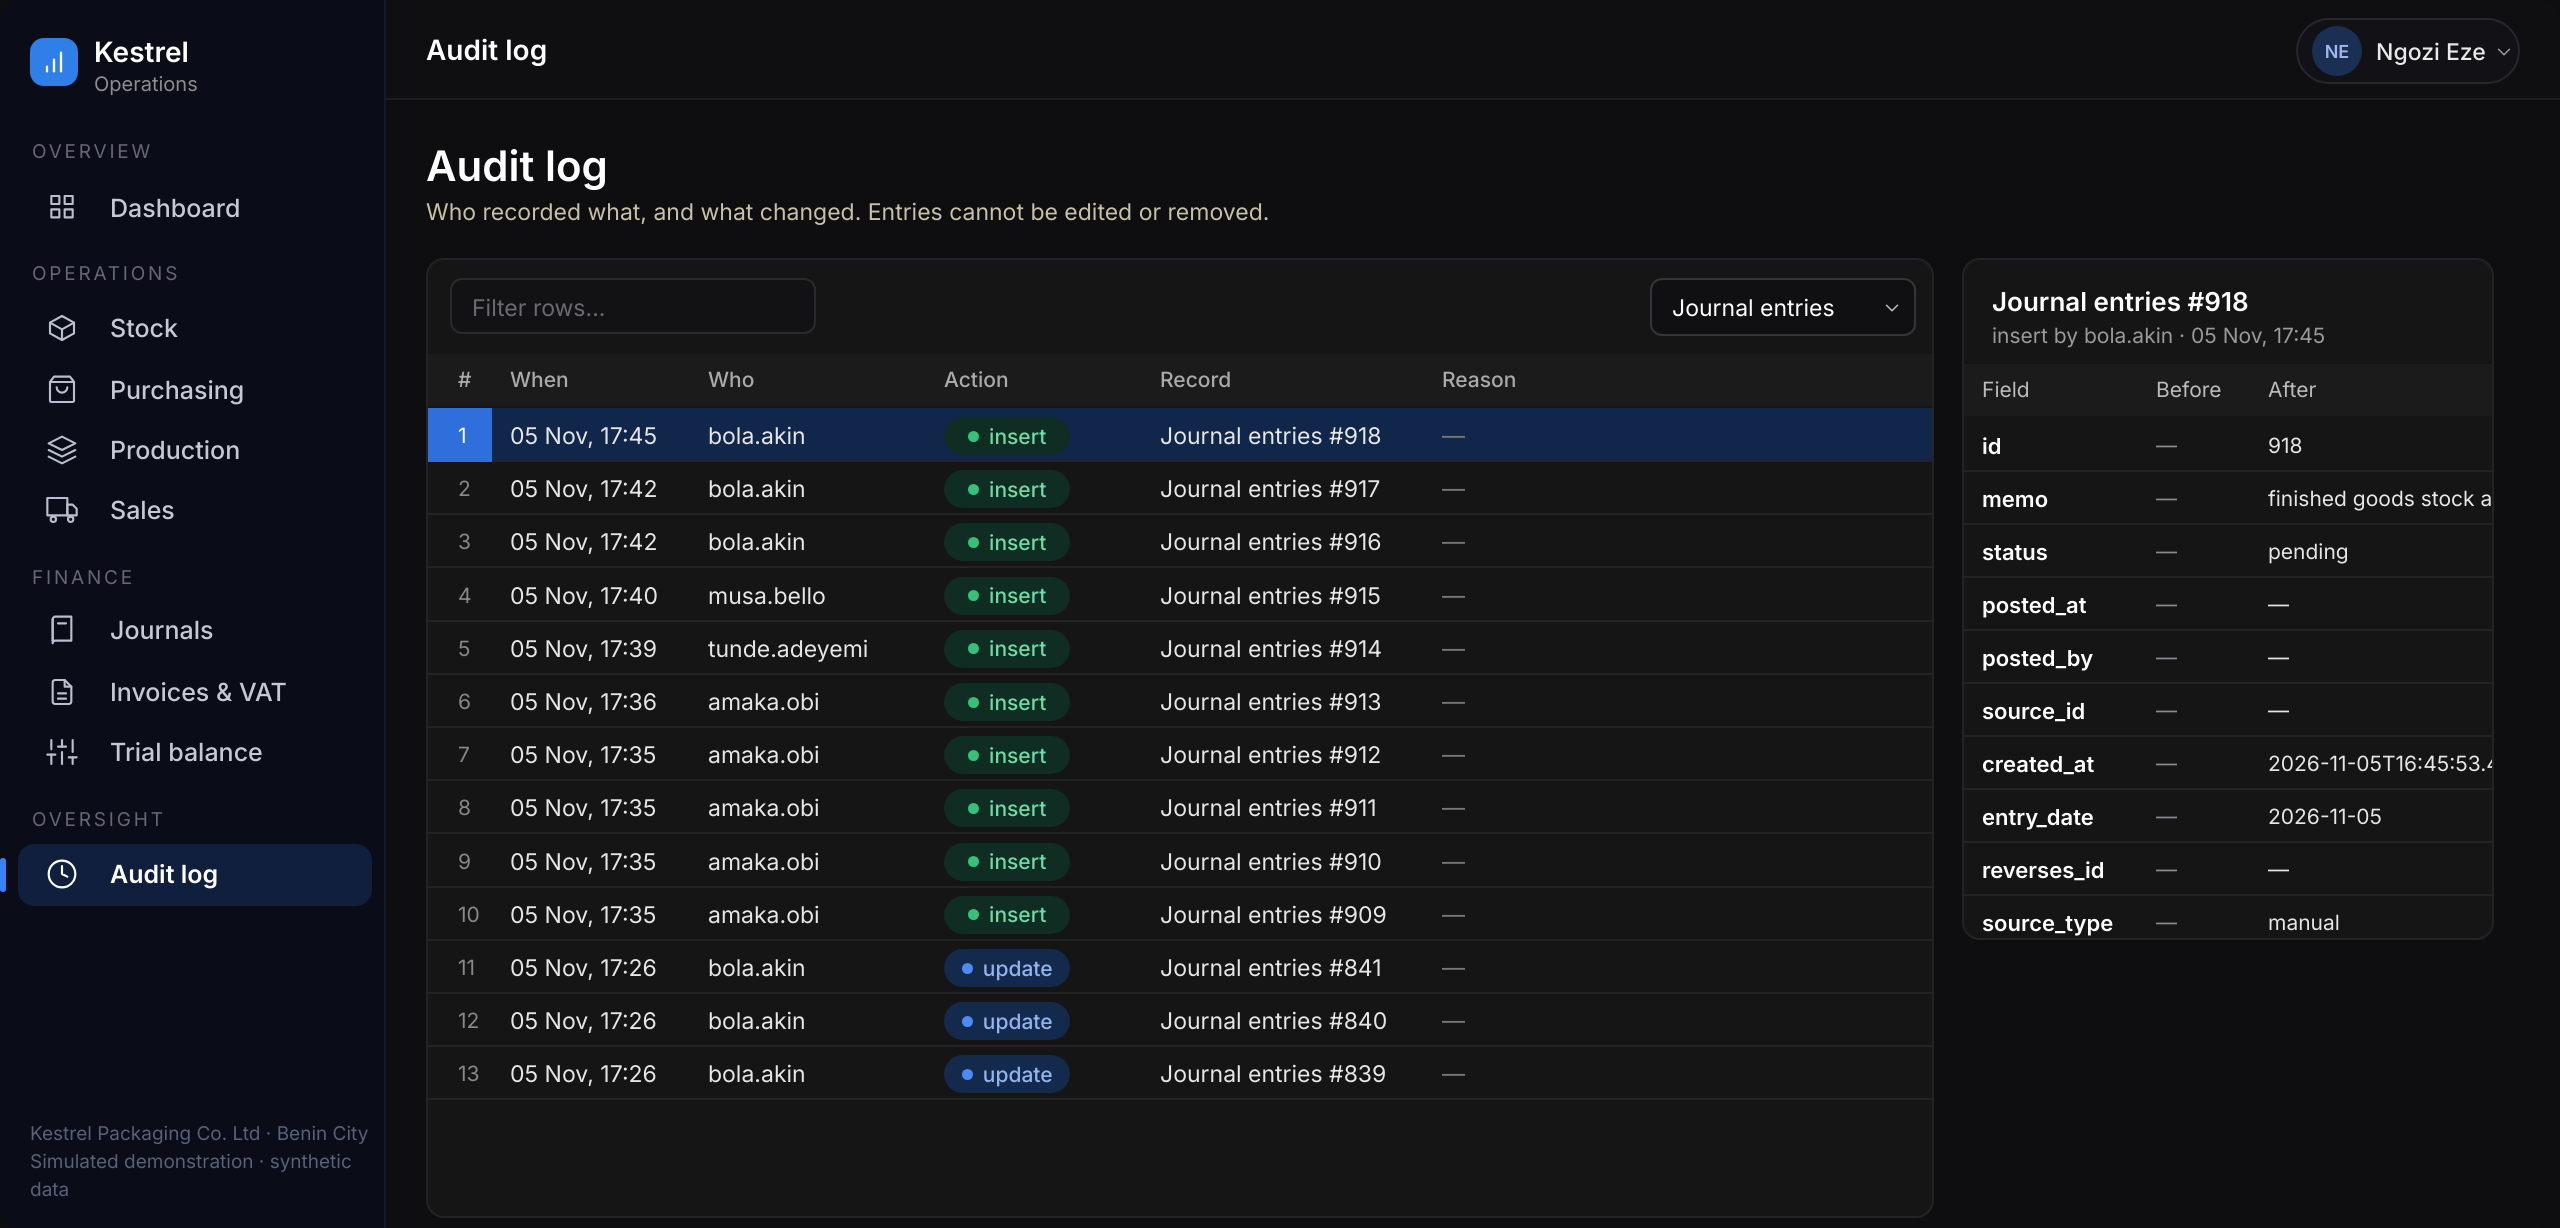 Kestrel
Operations
OVERVIEW
Dashboard
OPERATIONS
Stock
Purchasing
Production
Sales
FINANCE
Journals
Invoices & VAT
Trial balance
OVERSIGHT
Audit log
Kestrel Packaging Co. Ltd · Benin City
Simulated demonstration · synthetic
data
Audit log
NE Ngozi Eze
Audit log
Who recorded what, and what changed. Entries cannot be edited or removed.
Filter rows...
Journal entries
# When Who Action Record Reason
1 05 Nov, 17:45 bola.akin insert Journal entries #918 —
2 05 Nov, 17:42 bola.akin insert Journal entries #917 —
3 05 Nov, 17:42 bola.akin insert Journal entries #916 —
4 05 Nov, 17:40 musa.bello insert Journal entries #915 —
5 05 Nov, 17:39 tunde.adeyemi insert Journal entries #914 —
6 05 Nov, 17:36 amaka.obi insert Journal entries #913 —
7 05 Nov, 17:35 amaka.obi insert Journal entries #912 —
8 05 Nov, 17:35 amaka.obi insert Journal entries #911 —
9 05 Nov, 17:35 amaka.obi insert Journal entries #910 —
10 05 Nov, 17:35 amaka.obi insert Journal entries #909 —
11 05 Nov, 17:26 bola.akin update Journal entries #841 —
12 05 Nov, 17:26 bola.akin update Journal entries #840 —
13 05 Nov, 17:26 bola.akin update Journal entries #839 —
Journal entries #918
insert by bola.akin · 05 Nov, 17:45
Field Before After
id — 918
memo — finished goods stock a
status — pending
posted_at — —
posted_by — —
source_id — —
created_at — 2026-11-05T16:45:53.4
entry_date — 2026-11-05
reverses_id — —
source_type — manual